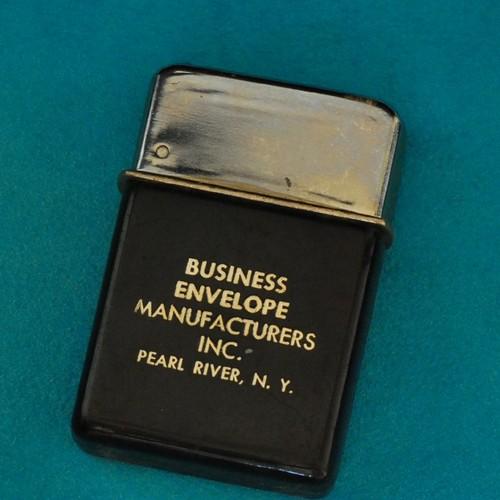 BUSINESS
ENVELOPE
MANUFACTURERS
INC.
PEARL RIVER, N. Y.